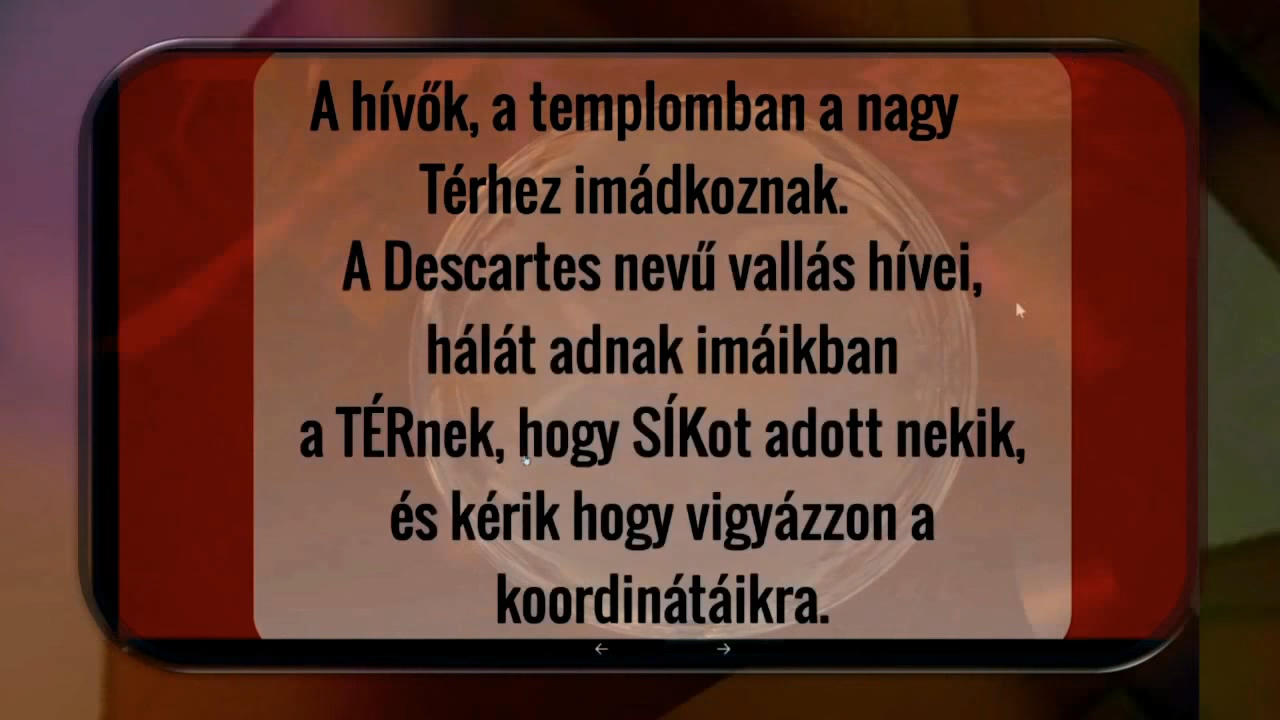 A hívők, a templomban a nagy
Térhez imádkoznak.
A Descartes nevű vallás hívei,
hálát adnak imáikban
a TÉRnek, hogy SÍKot adott nekik,
és kérik hogy vigyázzon a
koordinátáikra.